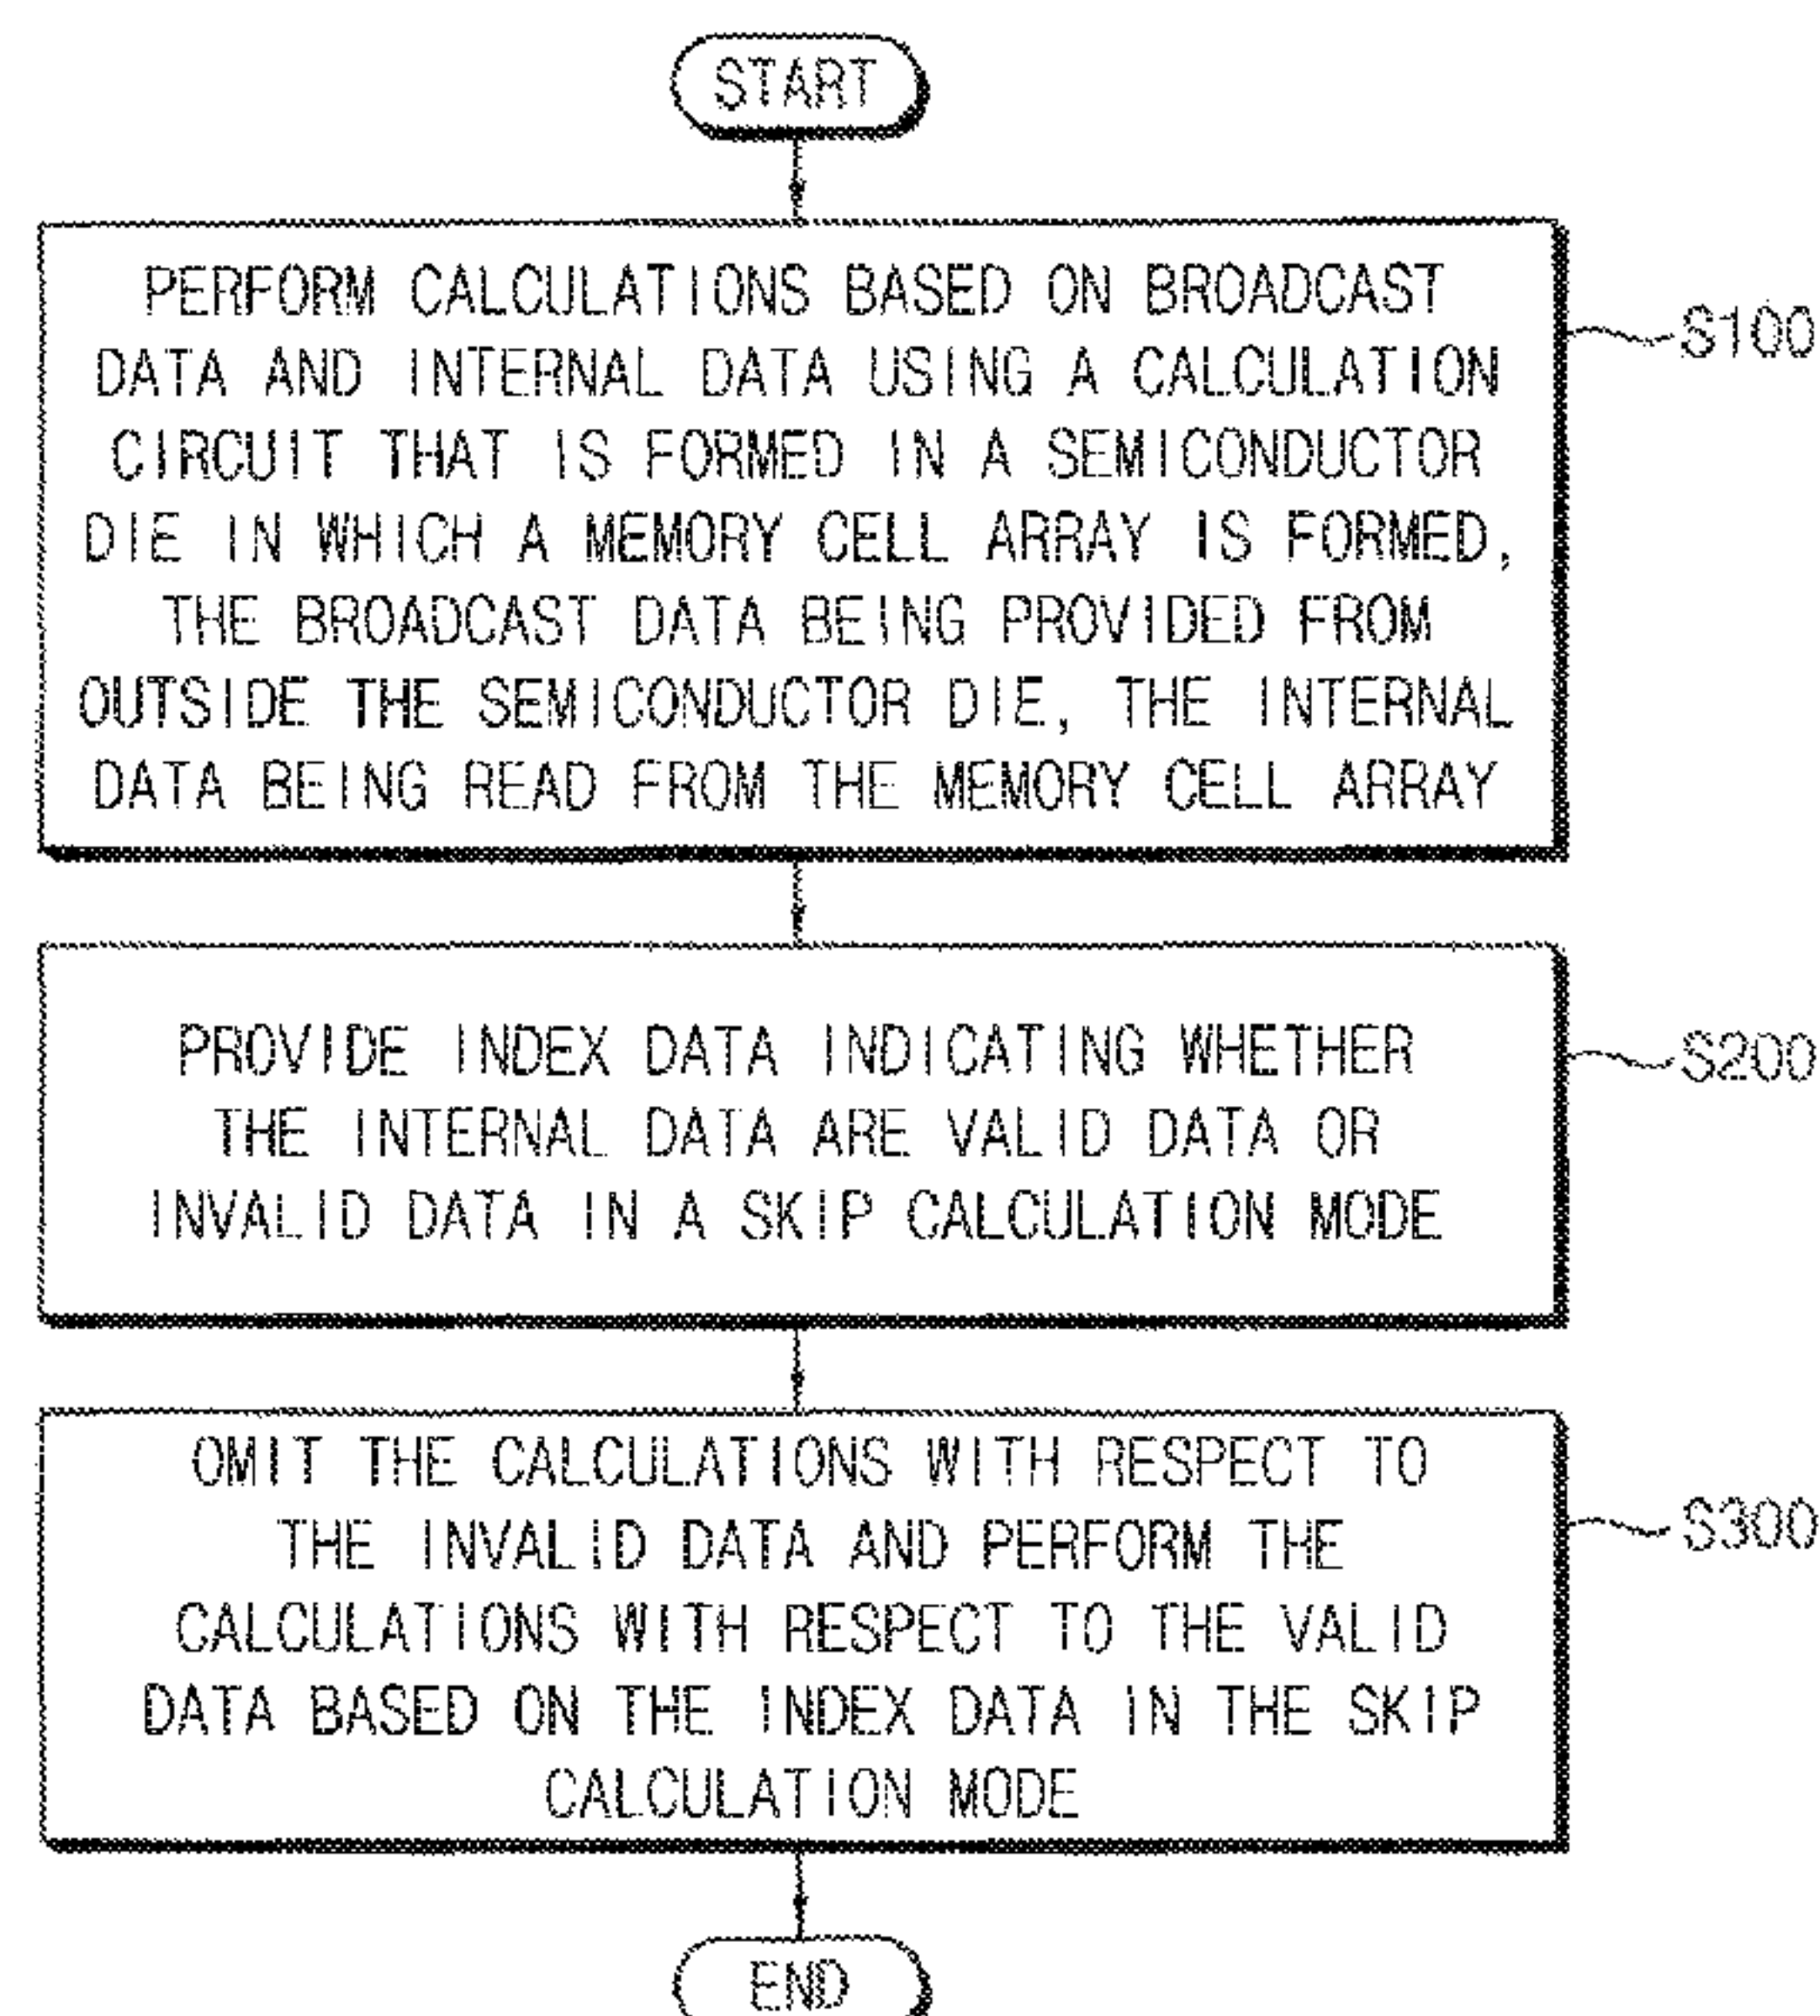 START
PERFORM CALCULATIONS BASED ON BROADCAST
DATA AND INTERNAL DATA USING A CALCULATION
CIRCUIT THAT IS FORMED IN A SEMICONDUCTOR
DIE IN WHICH A MEMORY CELL ARRAY IS FORMED,
THE BROADCAST DATA BEING PROVIDED FROM
OUTSIDE THE SEMICONDUCTOR DIE, THE INTERNAL
DATA BEING READ FROM THE MEMORY CELL ARRAY
S100
PROVIDE INDEX DATA INDICATING WHETHER
THE INTERNAL DATA ARE VALID DATA OR
INVALID DATA IN A SKIP CALCULATION MODE
S200
OMIT THE CALCULATIONS WITH RESPECT TO
THE INVALID DATA AND PERFORM THE
CALCULATIONS WITH RESPECT TO THE VALID
DATA BASED ON THE INDEX DATA IN THE SKIP
CALCULATION MODE
S300
END